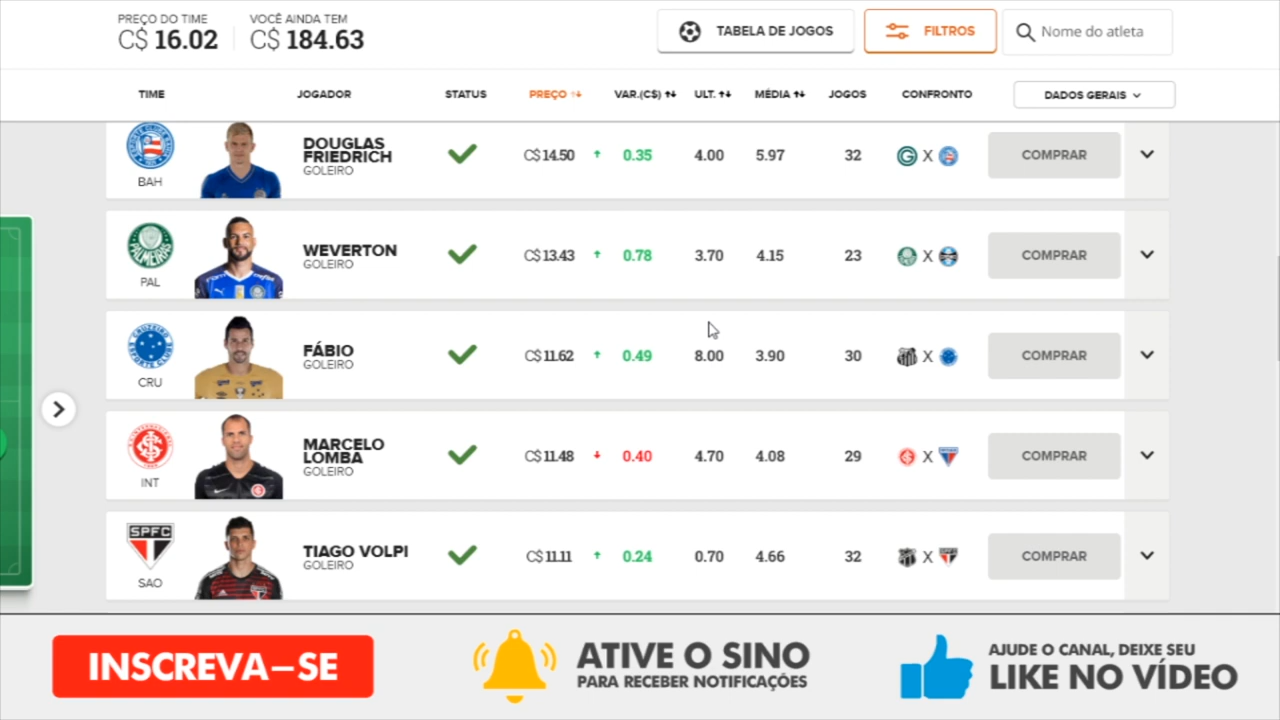 PREÇO DO TIME
C$ 16.02
VOCÊ AINDA TEM
C$ 184.63
TABELA DE JOGOS
FILTROS
Nome do atleta
TIME JOGADOR STATUS PREÇO VAR.(C$) ULT. MÉDIA JOGOS CONFRONTO DADOS GERAIS
BAH
DOUGLAS
FRIEDRICH
GOLEIRO
C$ 14.50 0.35 4.00 5.97 32 X COMPRAR
PALMEIRAS
PAL
WEVERTON
GOLEIRO
C$ 13.43 0.78 3.70 4.15 23 X COMPRAR
CRU
FÁBIO
GOLEIRO
C$ 11.62 0.49 8.00 3.90 30 X COMPRAR
INT
MARCELO
LOMBA
GOLEIRO
C$ 11.48 0.40 4.70 4.08 29 X COMPRAR
SPFC
SAO
TIAGO VOLPI
GOLEIRO
C$ 11.11 0.24 0.70 4.66 32 X COMPRAR
INSCREVA-SE
ATIVE O SINO
PARA RECEBER NOTIFICAÇÕES
AJUDE O CANAL, DEIXE SEU
LIKE NO VÍDEO